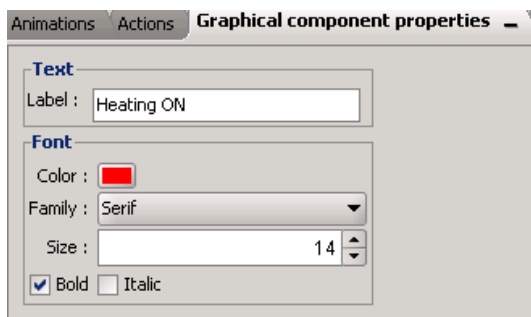 Animations Actions Graphical component properties
Text
Label : Heating ON
Font
Color :
Family : Serif
Size : 14
Bold Italic